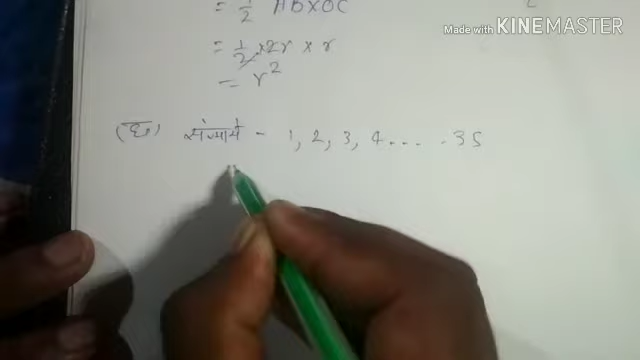 = 1/2 AB×OC
Made with KINEMASTER
= 1/2 × 2r × r
= r²
(घ) संख्यायें - 1, 2, 3, 4 . . . . . 35